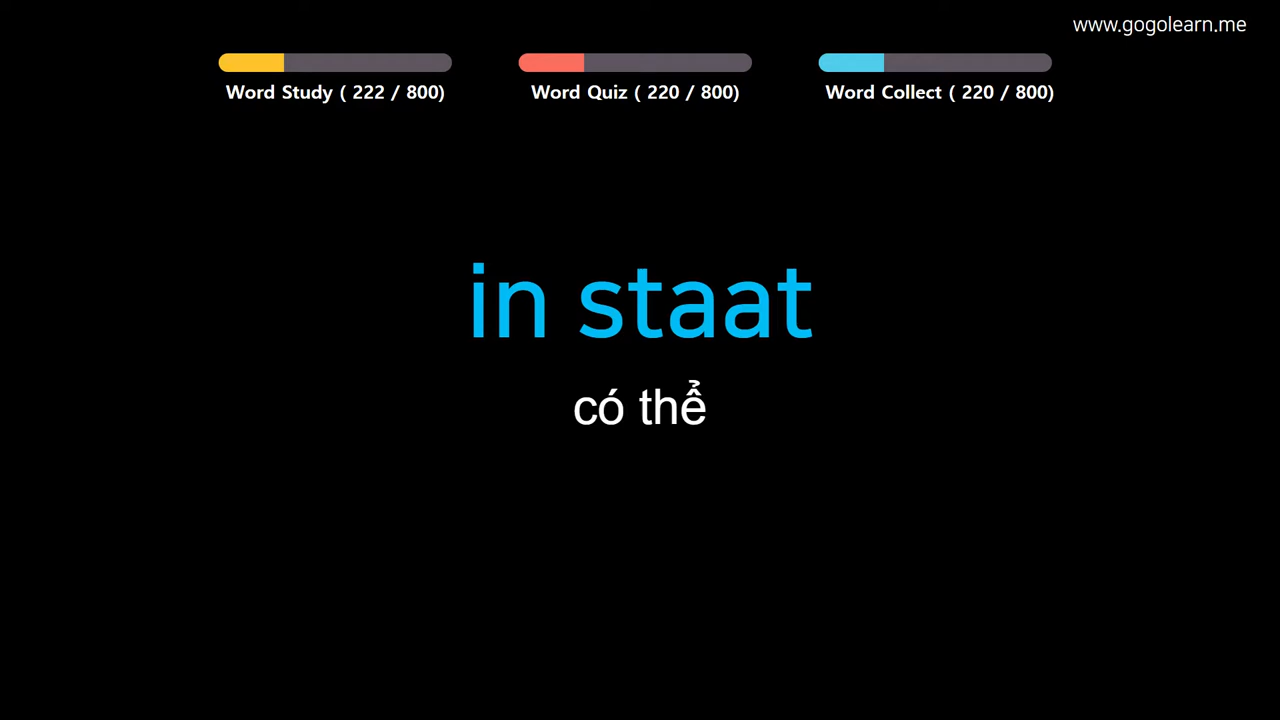 www.gogolearn.me
Word Study ( 222 / 800)
Word Quiz ( 220 / 800)
Word Collect ( 220 / 800)
in staat
có thể